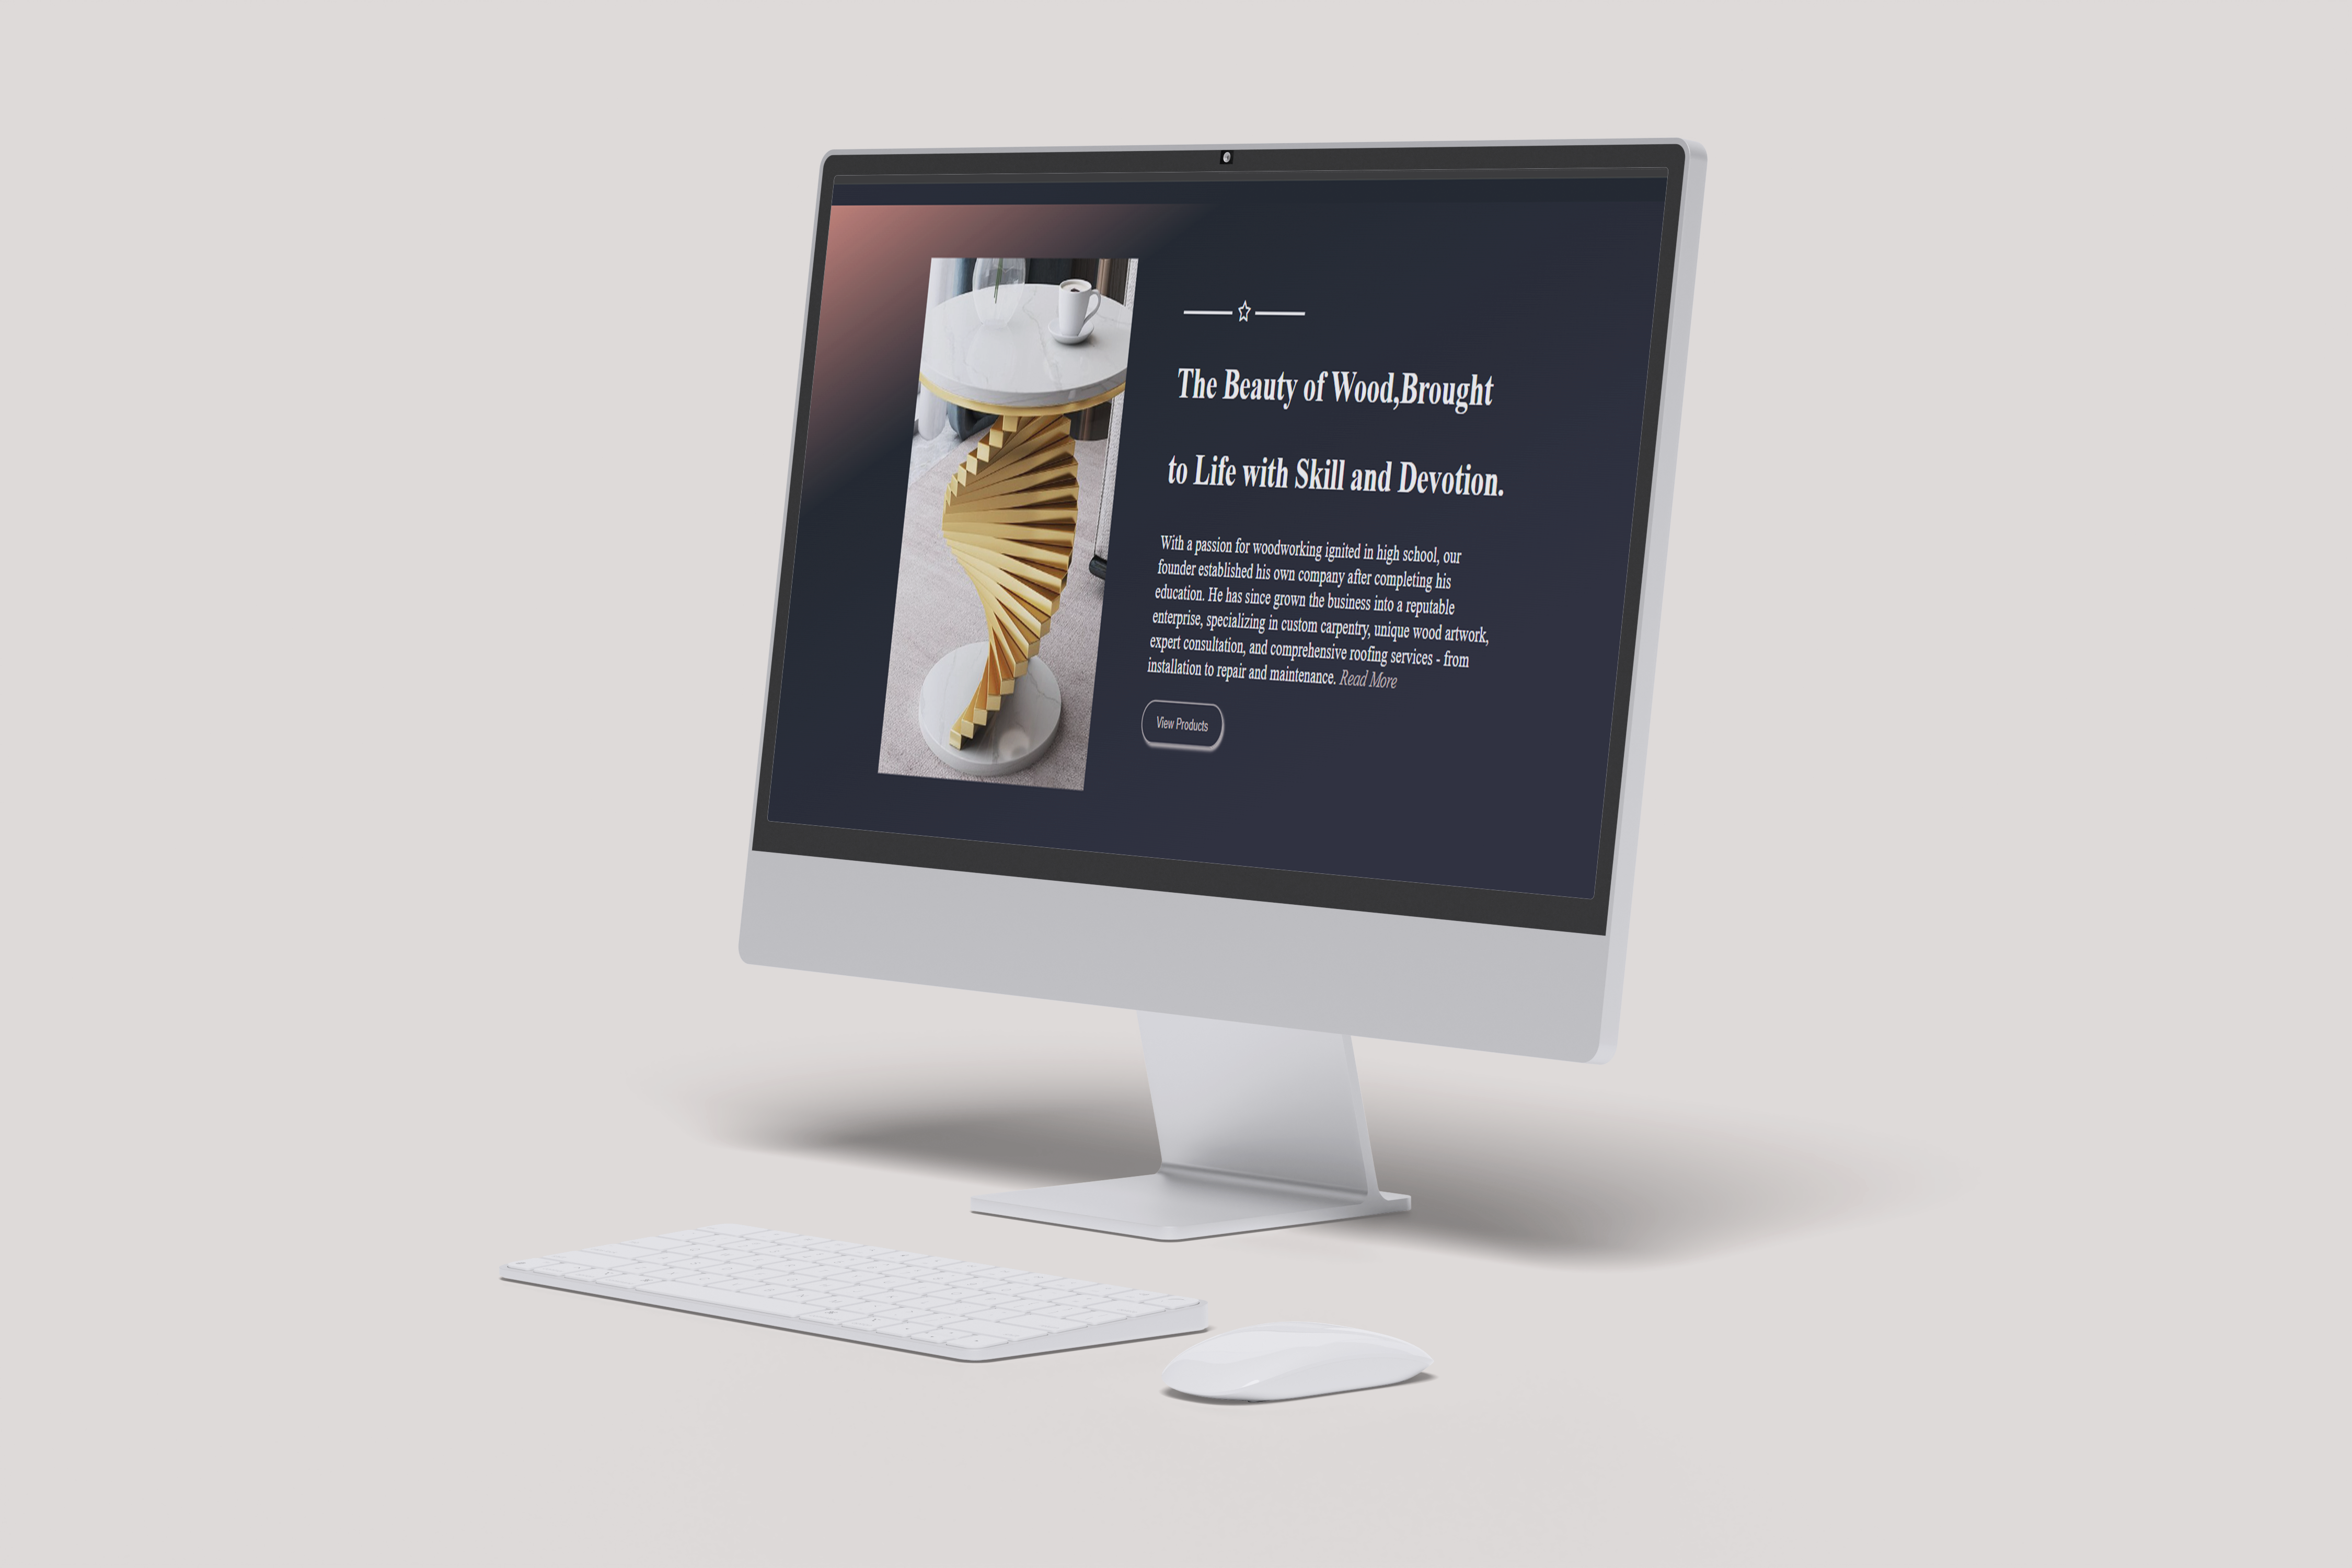 The Beauty of Wood,Brought
to Life with Skill and Devotion.
With a passion for woodworking ignited in high school, our
founder established his own company after completing his
education. He has since grown the business into a reputable
enterprise, specializing in custom carpentry, unique wood artwork,
expert consultation, and comprehensive roofing services - from
installation to repair and maintenance. Read More
View Products